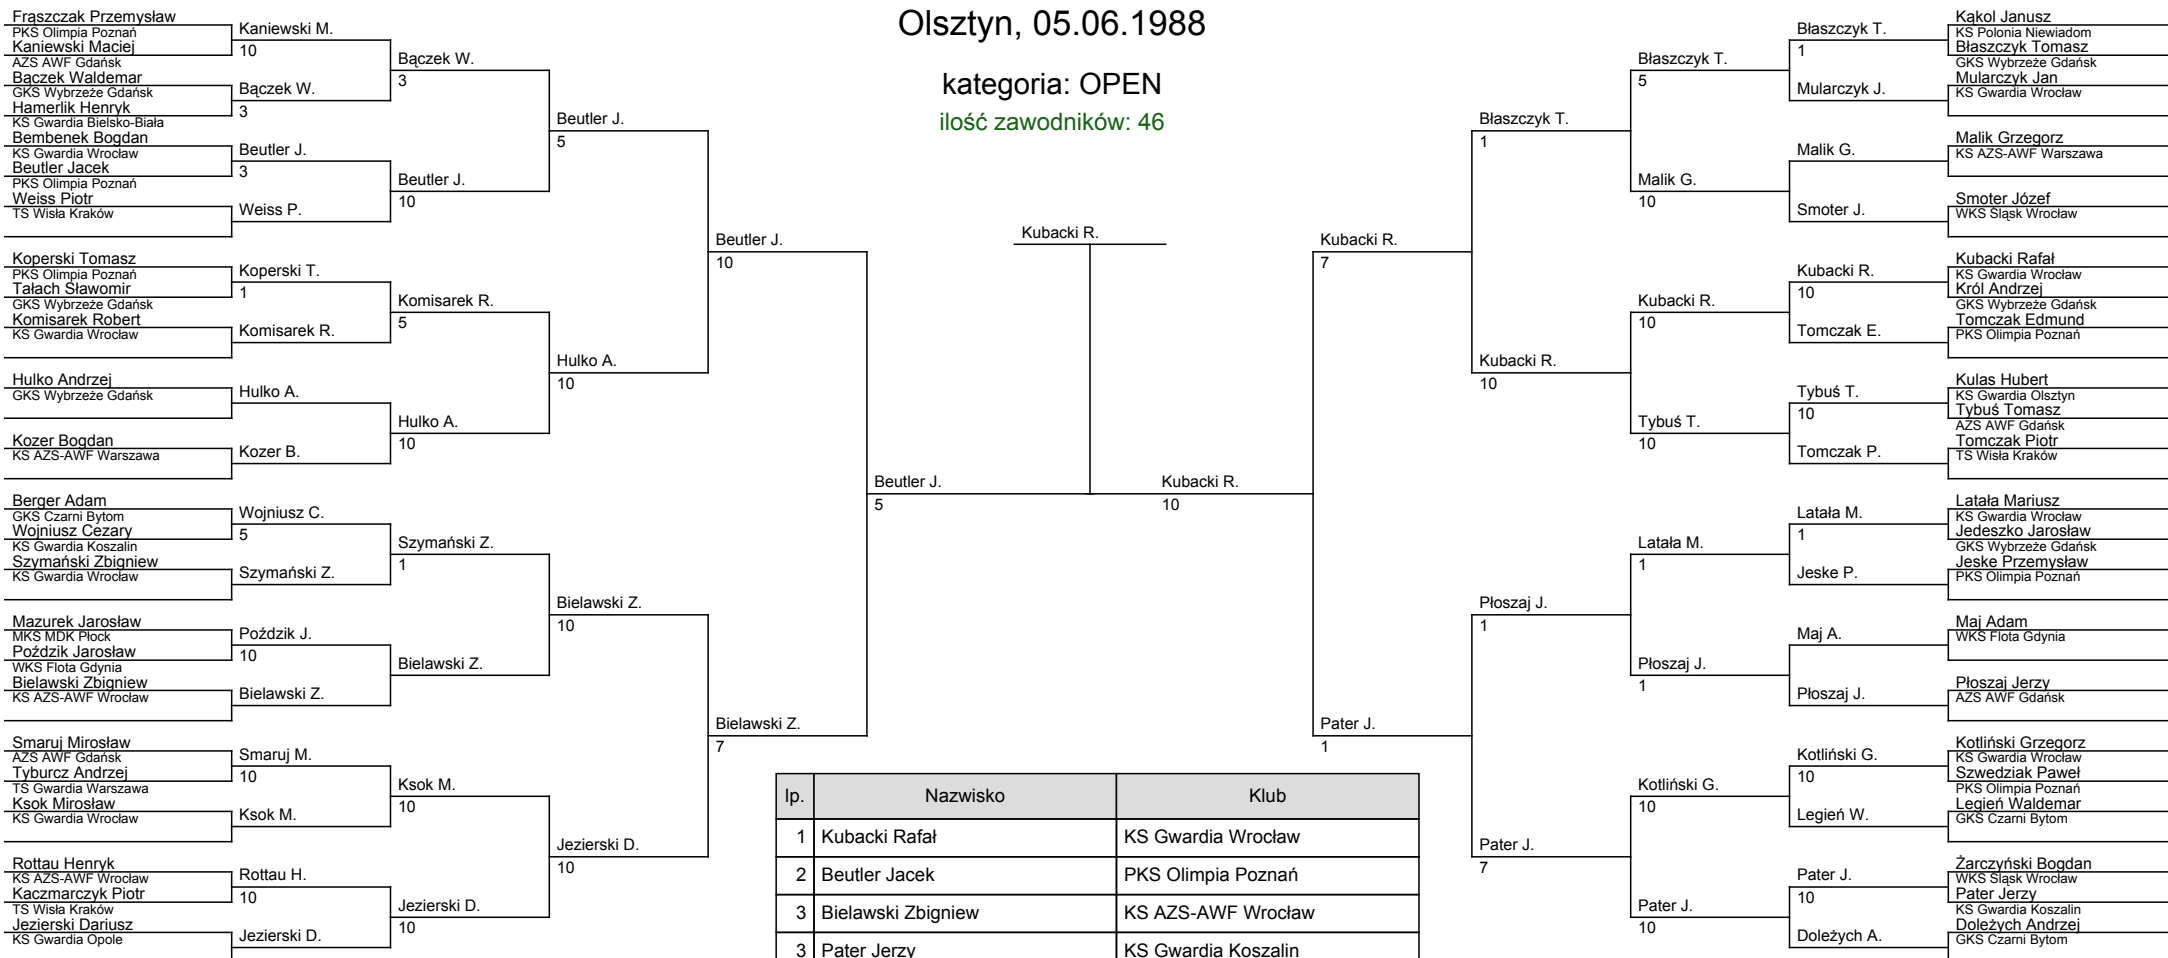 Olsztyn, 05.06.1988
kategoria: OPEN
ilość zawodników: 46
Frąszczak Przemysław
PKS Olimpia Poznań
Kaniewski Maciej
AZS AWF Gdańsk
Bączek Waldemar
GKS Wybrzeże Gdańsk
Hamerlik Henryk
KS Gwardia Bielsko-Biała
Bembenek Bogdan
KS Gwardia Wrocław
Beutler Jacek
PKS Olimpia Poznań
Weiss Piotr
TS Wisła Kraków
Koperski Tomasz
PKS Olimpia Poznań
Tałach Sławomir
GKS Wybrzeże Gdańsk
Komisarek Robert
KS Gwardia Wrocław
Hulko Andrzej
GKS Wybrzeże Gdańsk
Kozer Bogdan
KS AZS-AWF Warszawa
Berger Adam
GKS Czarni Bytom
Wojniusz Cezary
KS Gwardia Koszalin
Szymański Zbigniew
KS Gwardia Wrocław
Mazurek Jarosław
MKS MDK Płock
Poździk Jarosław
WKS Flota Gdynia
Bielawski Zbigniew
KS AZS-AWF Wrocław
Smaruj Mirosław
AZS AWF Gdańsk
Tyburcz Andrzej
TS Gwardia Warszawa
Ksok Mirosław
KS Gwardia Wrocław
Rottau Henryk
KS AZS-AWF Wrocław
Kaczmarczyk Piotr
TS Wisła Kraków
Jezierski Dariusz
KS Gwardia Opole
Kaniewski M.
10
Bączek W.
3
Beutler J.
3
Weiss P.
Koperski T.
1
Komisarek R.
Hulko A.
Kozer B.
Wojniusz C.
5
Szymański Z.
Poździk J.
10
Bielawski Z.
Smaruj M.
10
Ksok M.
Rottau H.
10
Jezierski D.
Bączek W.
3
Beutler J.
10
Komisarek R.
5
Hulko A.
10
Szymański Z.
1
Bielawski Z.
Ksok M.
10
Jezierski D.
10
Beutler J.
5
Hulko A.
10
Bielawski Z.
10
Jezierski D.
10
Beutler J.
10
Bielawski Z.
7
Beutler J.
5
Kubacki R.
Kubacki R.
10
Kubacki R.
7
Pater J.
1
Błaszczyk T.
1
Kubacki R.
10
Płoszaj J.
1
Pater J.
7
Błaszczyk T.
5
Malik G.
10
Kubacki R.
10
Tybuś T.
10
Latała M.
1
Płoszaj J.
1
Kotliński G.
10
Pater J.
10
Błaszczyk T.
1
Mularczyk J.
Malik G.
Smoter J.
Kubacki R.
10
Tomczak E.
Tybuś T.
10
Tomczak P.
Latała M.
1
Jeske P.
Maj A.
Płoszaj J.
Kotliński G.
10
Legień W.
Pater J.
10
Doleżych A.
Kąkol Janusz
KS Polonia Niewiadom
Błaszczyk Tomasz
GKS Wybrzeże Gdańsk
Mularczyk Jan
KS Gwardia Wrocław
Malik Grzegorz
KS AZS-AWF Warszawa
Smoter Józef
WKS Śląsk Wrocław
Kubacki Rafał
KS Gwardia Wrocław
Król Andrzej
GKS Wybrzeże Gdańsk
Tomczak Edmund
PKS Olimpia Poznań
Kulas Hubert
KS Gwardia Olsztyn
Tybuś Tomasz
AZS AWF Gdańsk
Tomczak Piotr
TS Wisła Kraków
Latała Mariusz
KS Gwardia Wrocław
Jedeszko Jarosław
GKS Wybrzeże Gdańsk
Jeske Przemysław
PKS Olimpia Poznań
Maj Adam
WKS Flota Gdynia
Płoszaj Jerzy
AZS AWF Gdańsk
Kotliński Grzegorz
KS Gwardia Wrocław
Szwedziak Paweł
PKS Olimpia Poznań
Legień Waldemar
GKS Czarni Bytom
Żarczyński Bogdan
WKS Śląsk Wrocław
Pater Jerzy
KS Gwardia Koszalin
Doleżych Andrzej
GKS Czarni Bytom
lp. Nazwisko Klub
1 Kubacki Rafał KS Gwardia Wrocław
2 Beutler Jacek PKS Olimpia Poznań
3 Bielawski Zbigniew KS AZS-AWF Wrocław
3 Pater Jerzy KS Gwardia Koszalin